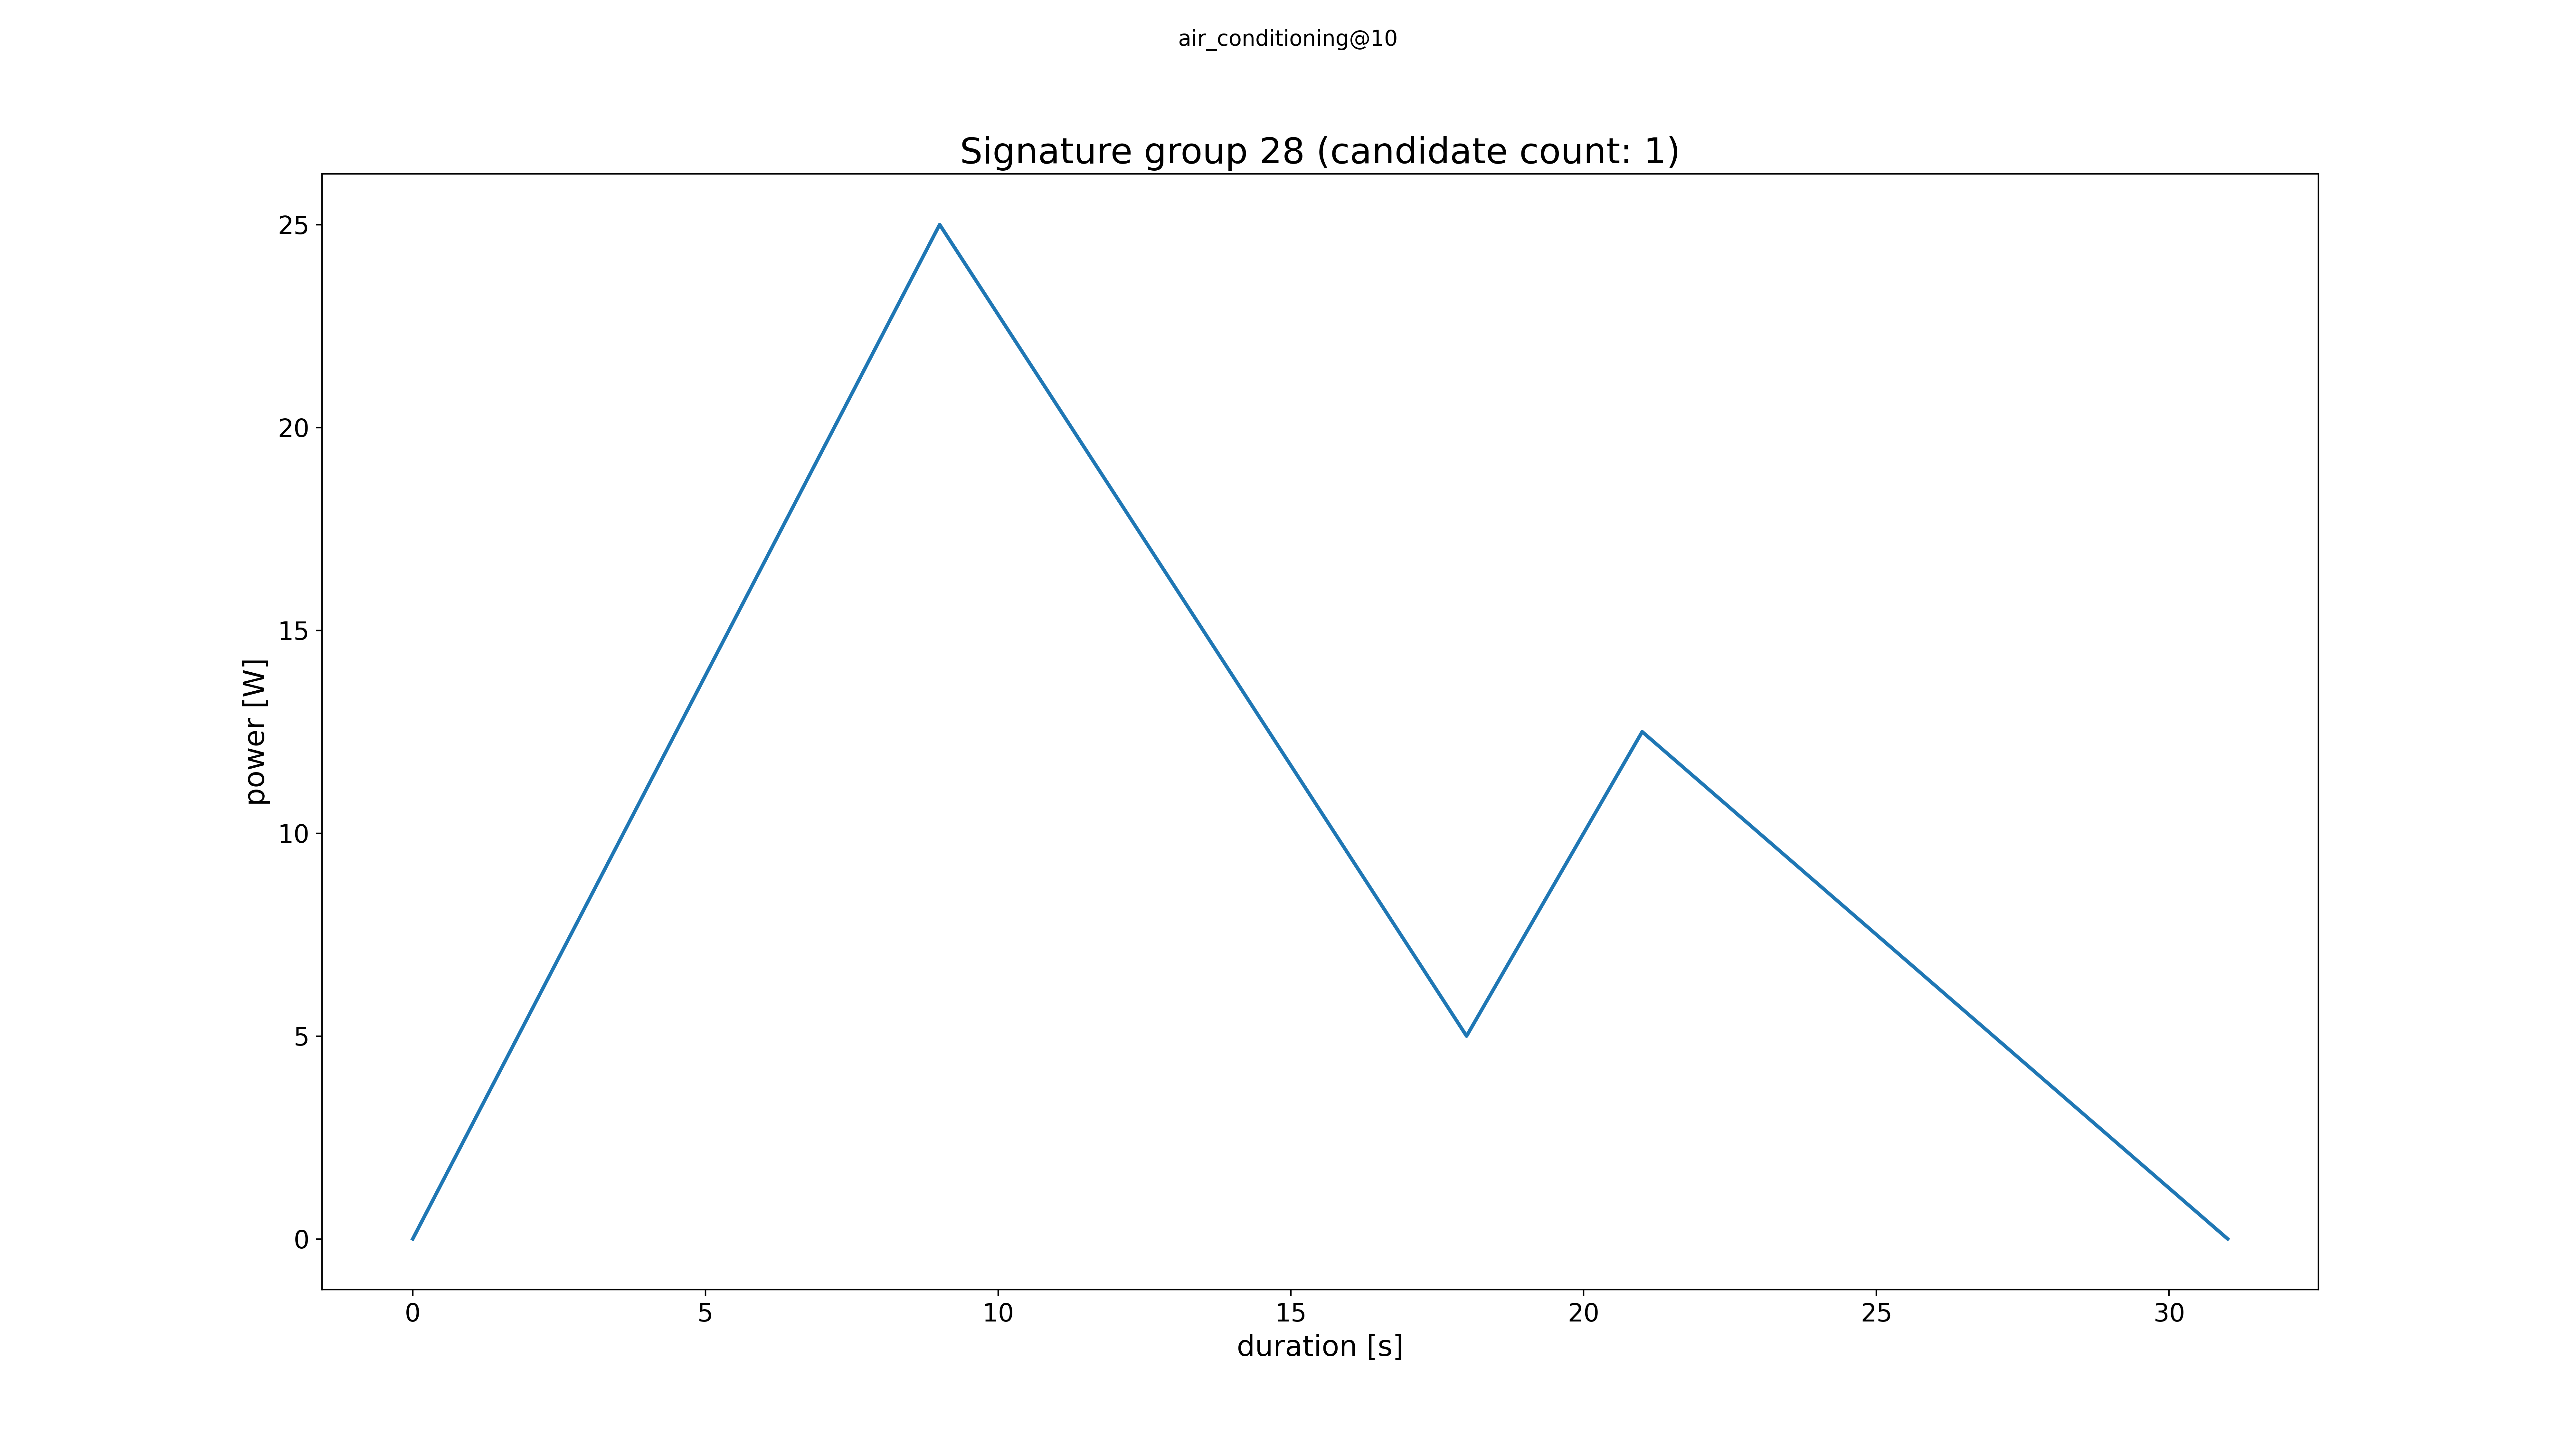 air_conditioning@10
Signature group 28 (candidate count: 1)
25
20
15
10
5
0
power [W]
0 5 10 15 20 25 30
duration [s]